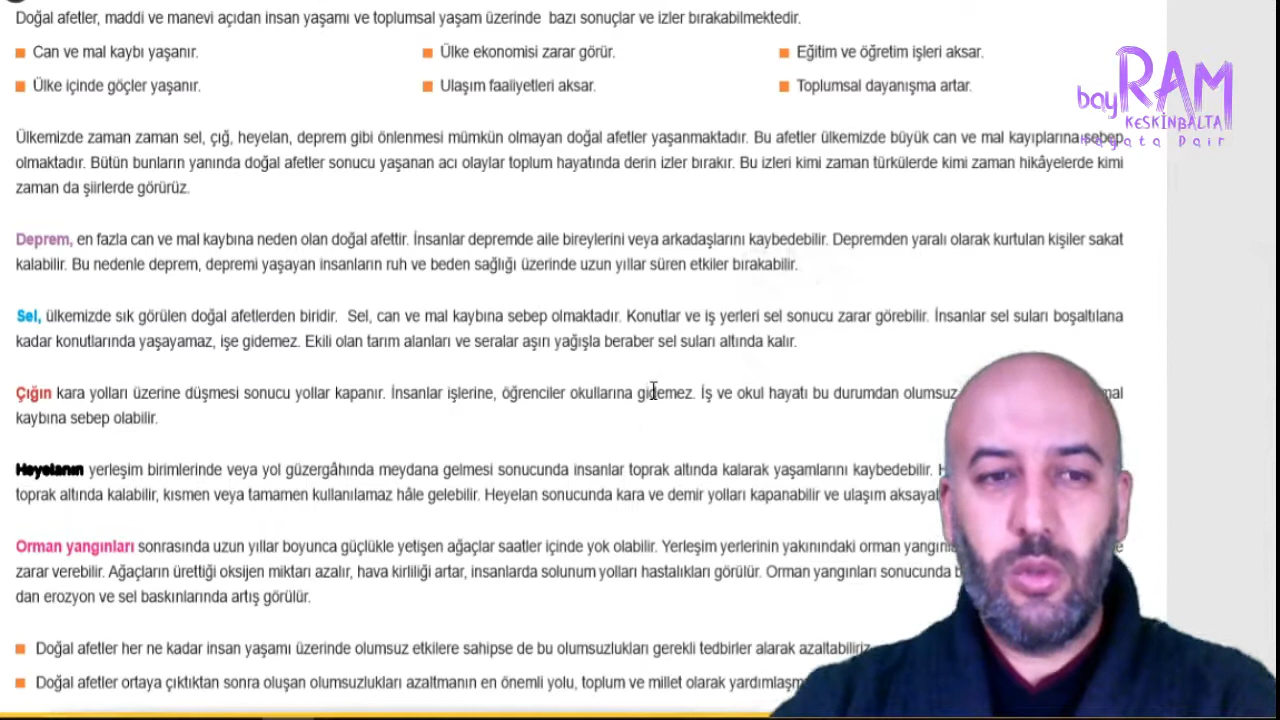 Doğal afetler, maddi ve manevi açıdan insan yaşamı ve toplumsal yaşam üzerinde bazı sonuçlar ve izler bırakabilmektedir.
Can ve mal kaybı yaşanır. Ülke ekonomisi zarar görür. Eğitim ve öğretim işleri aksar.
Ülke içinde göçler yaşanır. Ulaşım faaliyetleri aksar. Toplumsal dayanışma artar.
bay RAM
KESKİNBALTA
Hayata Dair
Ülkemizde zaman zaman sel, çığ, heyelan, deprem gibi önlenmesi mümkün olmayan doğal afetler yaşanmaktadır. Bu afetler ülkemizde büyük can ve mal kayıplarına sebep
olmaktadır. Bütün bunların yanında doğal afetler sonucu yaşanan acı olaylar toplum hayatında derin izler bırakır. Bu izleri kimi zaman türkülerde kimi zaman hikâyelerde kimi
zaman da şiirlerde görürüz.
Deprem, en fazla can ve mal kaybına neden olan doğal afettir. İnsanlar depremde aile bireylerini veya arkadaşlarını kaybedebilir. Depremden yaralı olarak kurtulan kişiler sakat
kalabilir. Bu nedenle deprem, depremi yaşayan insanların ruh ve beden sağlığı üzerinde uzun yıllar süren etkiler bırakabilir.
Sel, ülkemizde sık görülen doğal afetlerden biridir. Sel, can ve mal kaybına sebep olmaktadır. Konutlar ve iş yerleri sel sonucu zarar görebilir. İnsanlar sel suları boşaltılana
kadar konutlarında yaşayamaz, işe gidemez. Ekili olan tarım alanları ve seralar aşırı yağışla beraber sel suları altında kalır.
Çığın kara yolları üzerine düşmesi sonucu yollar kapanır. İnsanlar işlerine, öğrenciler okullarına gidemez. İş ve okul hayatı bu durumdan olumsuz mal
kaybına sebep olabilir.
Heyelanın yerleşim birimlerinde veya yol güzergâhında meydana gelmesi sonucunda insanlar toprak altında kalarak yaşamlarını kaybedebilir.
toprak altında kalabilir, kısmen veya tamamen kullanılamaz hâle gelebilir. Heyelan sonucunda kara ve demir yolları kapanabilir ve ulaşım
Orman yangınları sonrasında uzun yıllar boyunca güçlükle yetişen ağaçlar saatler içinde yok olabilir. Yerleşim yerlerinin yakınındaki orman
zarar verebilir. Ağaçların ürettiği oksijen miktarı azalır, hava kirliliği artar, insanlarda solunum yolları hastalıkları görülür. Orman yangınları sonucunda
dan erozyon ve sel baskınlarında artış görülür.
Doğal afetler her ne kadar insan yaşamı üzerinde olumsuz etkilere sahipse de bu olumsuzlukları gerekli tedbirler alarak azaltabiliriz
Doğal afetler ortaya çıktıktan sonra oluşan olumsuzlukları azaltmanın en önemli yolu, toplum ve millet olarak